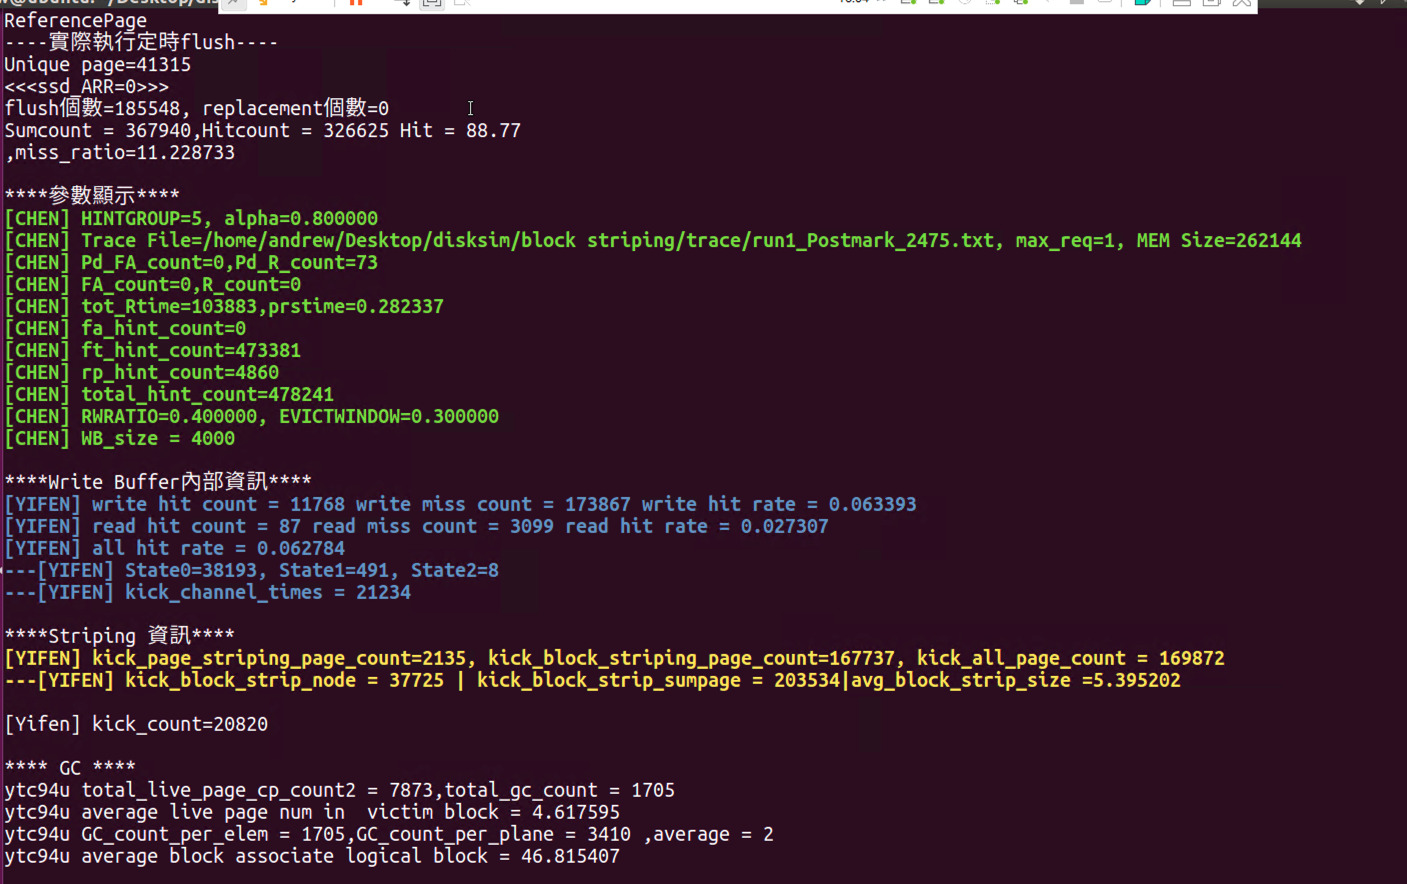 ReferencePage
----實際執行定時flush----
Unique page=41315
<<<ssd_ARR=0>>>
flush個數=185548, replacement個數=0
Sumcount = 367940,Hitcount = 326625 Hit = 88.77
,miss_ratio=11.228733
****參數顯示****
[CHEN] HINTGROUP=5, alpha=0.800000
[CHEN] Trace File=/home/andrew/Desktop/disksim/block striping/trace/run1_Postmark_2475.txt, max_req=1, MEM Size=262144
[CHEN] Pd_FA_count=0,Pd_R_count=73
[CHEN] FA_count=0,R_count=0
[CHEN] tot_Rtime=103883,prstime=0.282337
[CHEN] fa_hint_count=0
[CHEN] ft_hint_count=473381
[CHEN] rp_hint_count=4860
[CHEN] total_hint_count=478241
[CHEN] RWRATIO=0.400000, EVICTWINDOW=0.300000
[CHEN] WB_size = 4000
****Write Buffer內部資訊****
[YIFEN] write hit count = 11768 write miss count = 173867 write hit rate = 0.063393
[YIFEN] read hit count = 87 read miss count = 3099 read hit rate = 0.027307
[YIFEN] all hit rate = 0.062784
---[YIFEN] State0=38193, State1=491, State2=8
---[YIFEN] kick_channel_times = 21234
****Striping 資訊****
[YIFEN] kick_page_striping_page_count=2135, kick_block_striping_page_count=167737, kick_all_page_count = 169872
---[YIFEN] kick_block_strip_node = 37725 | kick_block_strip_sumpage = 203534|avg_block_strip_size =5.395202
[Yifen] kick_count=20820
**** GC ****
ytc94u total_live_page_cp_count2 = 7873,total_gc_count = 1705
ytc94u average live page num in  victim block = 4.617595
ytc94u GC_count_per_elem = 1705,GC_count_per_plane = 3410 ,average = 2
ytc94u average block associate logical block = 46.815407